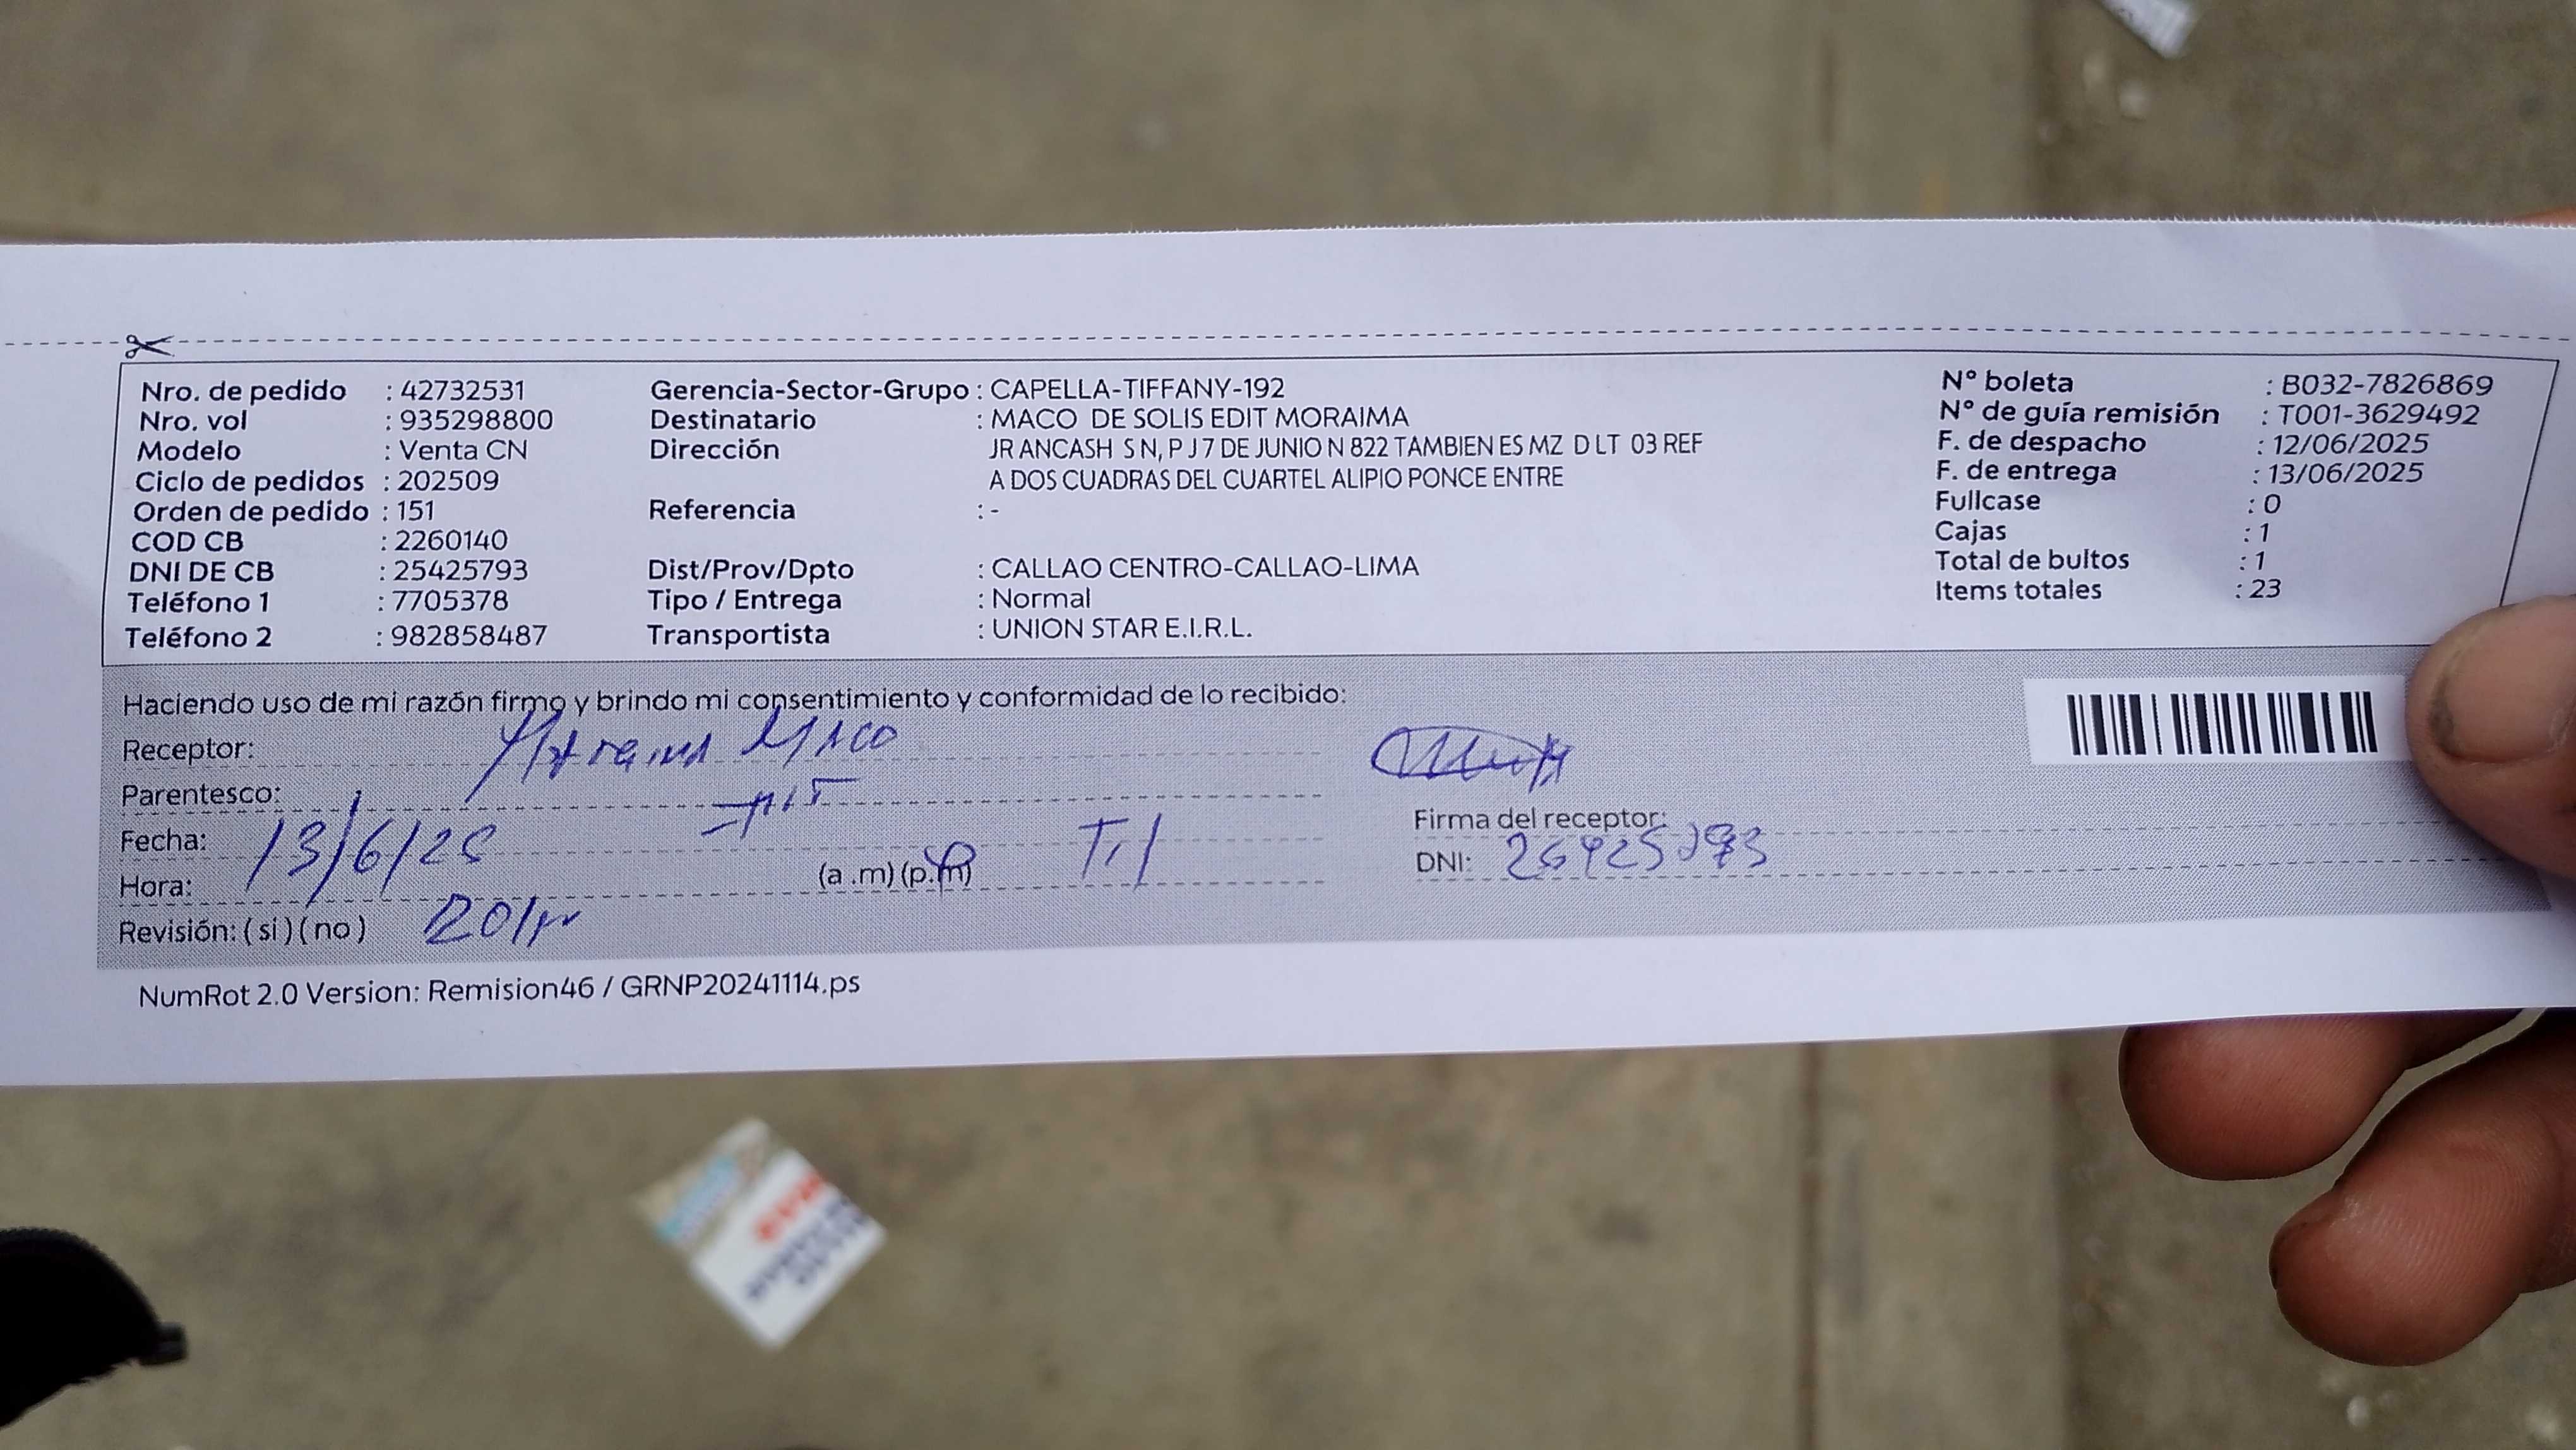 Nro. de pedido : 42732531
Nro. vol : 935298800
Modelo : Venta CN
Ciclo de pedidos : 202509
Orden de pedido : 151
COD CB : 2260140
DNI DE CB : 25425793
Teléfono 1 : 7705378
Teléfono 2 : 982858487
Gerencia-Sector-Grupo : CAPELLA-TIFFANY-192
Destinatario : MACO DE SOLIS EDIT MORAIMA
Dirección JR ANCASH S N, P J 7 DE JUNIO N 822 TAMBIEN ES MZ D LT 03 REF
A DOS CUADRAS DEL CUARTEL ALIPIO PONCE ENTRE
Referencia : -
Dist/Prov/Dpto : CALLAO CENTRO-CALLAO-LIMA
Tipo / Entrega : Normal
Transportista : UNION STAR E.I.R.L.
N° boleta : B032-7826869
N° de guía remisión : T001-3629492
F. de despacho : 12/06/2025
F. de entrega : 13/06/2025
Fullcase : 0
Cajas : 1
Total de bultos : 1
Items totales : 23
Haciendo uso de mi razón firmo y brindo mi consentimiento y conformidad de lo recibido:
Receptor: Maco
Parentesco:
Fecha: 13/6/25
Hora: (a .m) (p.m)
Revisión: ( si ) ( no )
Firma del receptor:
DNI:
NumRot 2.0 Version: Remision46 / GRNP20241114.ps